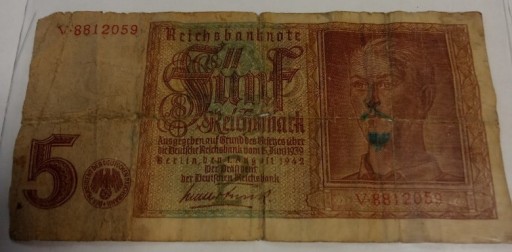 V·8812059
Reichsbanknote
Fünf
Reichsmark
Ausgegeben auf Grund des Gesetzes über
die Deutsche Reichsbank vom 15. Juni 1939
Berlin, den 1. August 1942
Der Präsident
der Deutschen Reichsbank
5
V·8812059